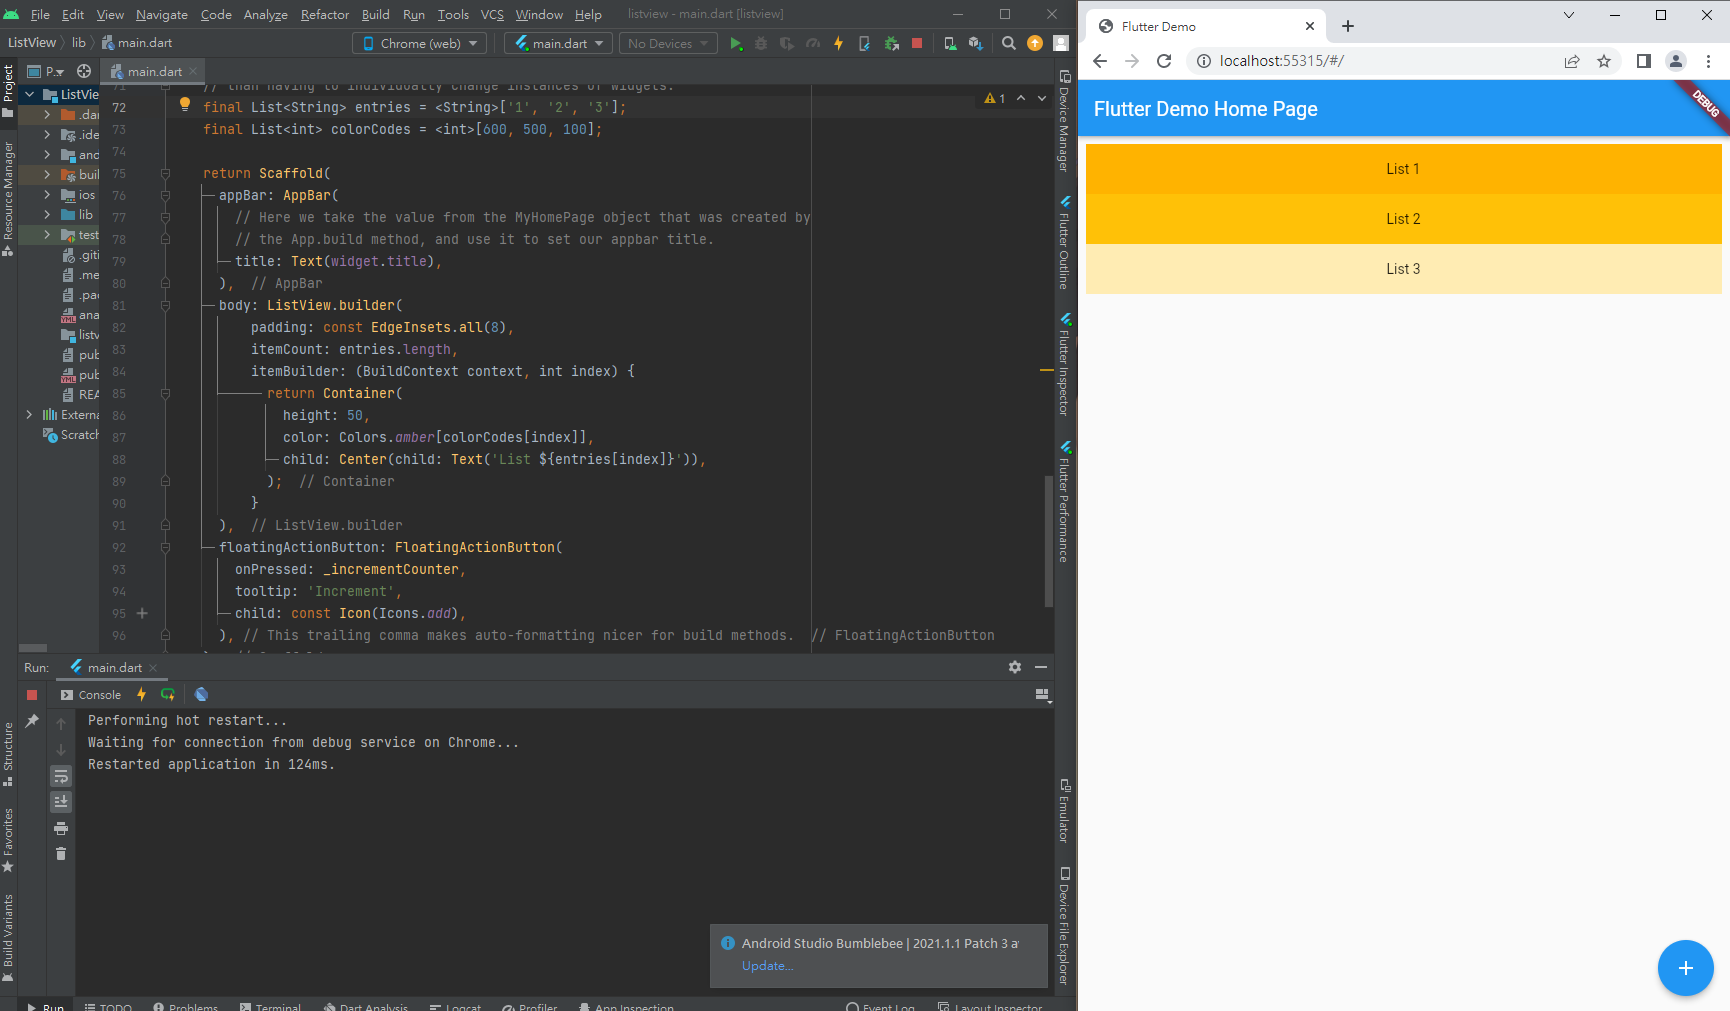 File Edit View Navigate Code Analyze Refactor Build Run Tools VCS Window Help listview - main.dart [listview]
ListView lib main.dart Chrome (web) main.dart No Devices
P... main.dart
Project
Resource Manager
Structure
Favorites
Build Variants
ListVie
.dar
.ide
and
buil
ios
lib
test
.giti
.me
.pac
ana
listv
pub
pub
REA
Externa
Scratch
71 // than having to individually change instances of widgets.
72 final List<String> entries = <String>['1', '2', '3'];
73 final List<int> colorCodes = <int>[600, 500, 100];
74
75 return Scaffold(
76 appBar: AppBar(
77 // Here we take the value from the MyHomePage object that was created by
78 // the App.build method, and use it to set our appbar title.
79 title: Text(widget.title),
80 ), // AppBar
81 body: ListView.builder(
82 padding: const EdgeInsets.all(8),
83 itemCount: entries.length,
84 itemBuilder: (BuildContext context, int index) {
85 return Container(
86 height: 50,
87 color: Colors.amber[colorCodes[index]],
88 child: Center(child: Text('List ${entries[index]}')),
89 ); // Container
90 }
91 ), // ListView.builder
92 floatingActionButton: FloatingActionButton(
93 onPressed: _incrementCounter,
94 tooltip: 'Increment',
95 child: const Icon(Icons.add),
96 ), // This trailing comma makes auto-formatting nicer for build methods. // FloatingActionButton
1
Device Manager
Flutter Outline
Flutter Inspector
Flutter Performance
Emulator
Device File Explorer
Run: main.dart
Console
Performing hot restart...
Waiting for connection from debug service on Chrome...
Restarted application in 124ms.
Android Studio Bumblebee | 2021.1.1 Patch 3 a
Update...
Run TODO Problems Terminal Dart Analysis Logcat Profiler App Inspection Event Log Layout Inspector
Flutter Demo
localhost:55315/#/
Flutter Demo Home Page
DEBUG
List 1
List 2
List 3